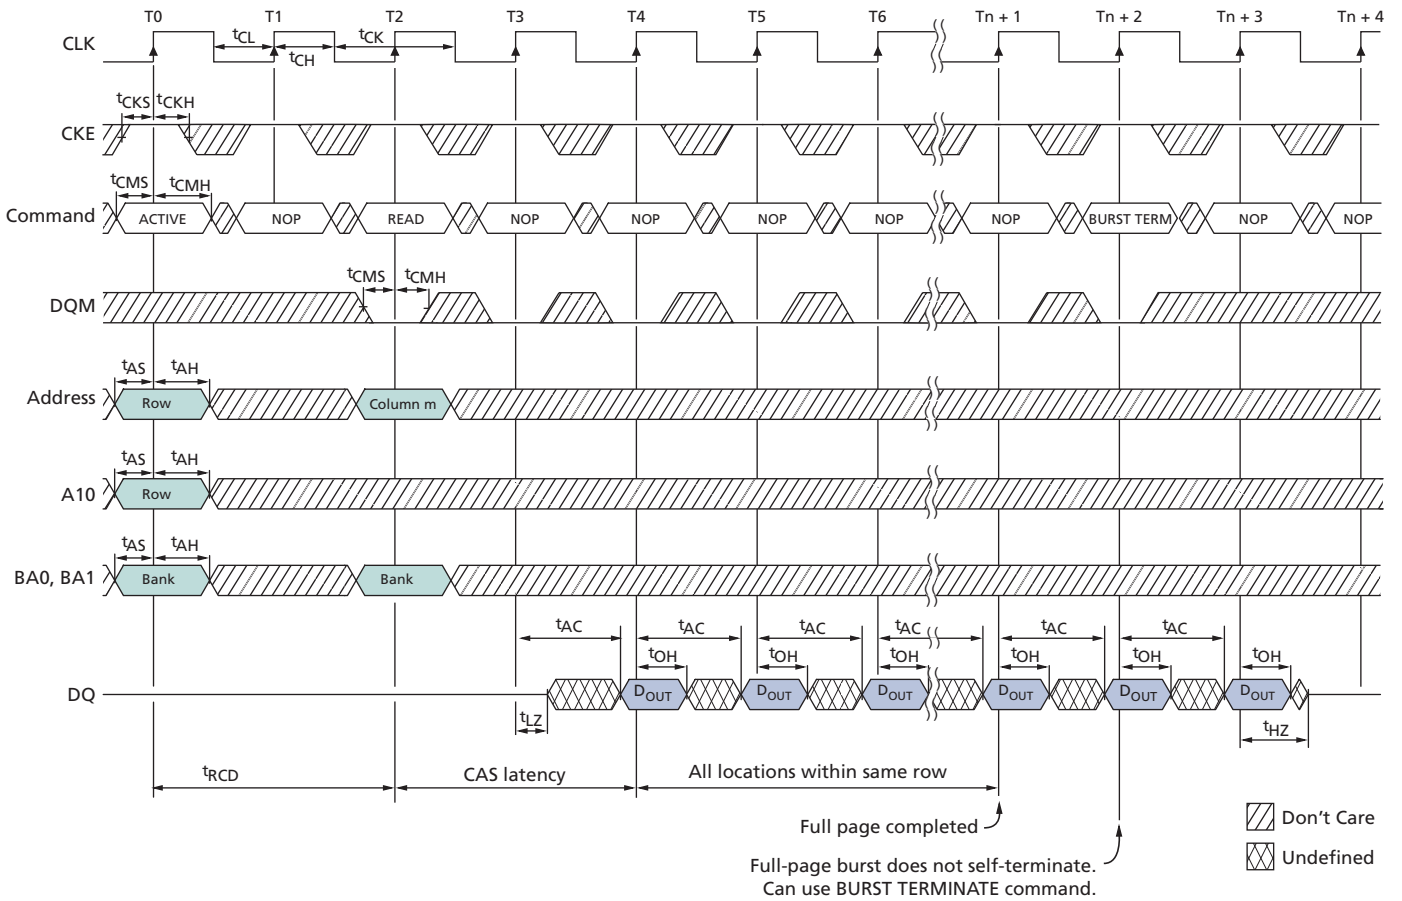 T0 T1 T2 T3 T4 T5 T6 Tn + 1 Tn + 2 Tn + 3 Tn + 4
CLK
tCL tCK
tCH
tCKS tCKH
CKE
tCMS tCMH
Command ACTIVE NOP READ NOP NOP NOP NOP NOP BURST TERM NOP NOP
tCMS tCMH
DQM
tAS tAH
Address Row Column m
tAS tAH
A10 Row
tAS tAH
BA0, BA1 Bank Bank
tAC tAC tAC tAC tAC tAC
tOH tOH tOH tOH tOH tOH
DQ DOUT DOUT DOUT DOUT DOUT DOUT
tLZ tHZ
tRCD CAS latency All locations within same row
Full page completed
Don't Care
Full-page burst does not self-terminate.
Can use BURST TERMINATE command.
Undefined